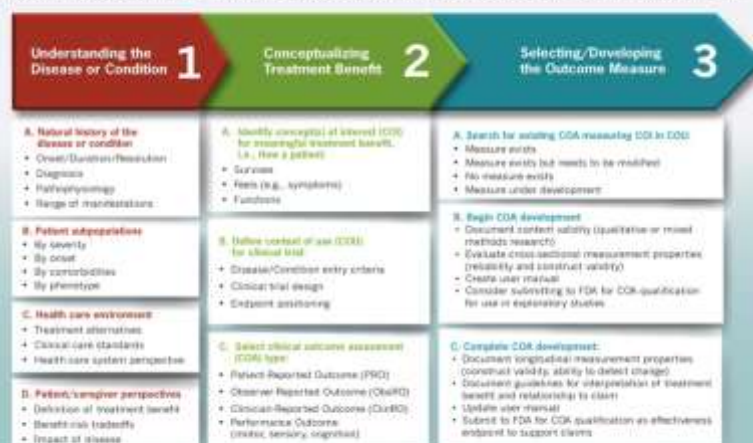 Understanding the
Disease or Condition 1
Conceptualizing
Treatment Benefit 2
Selecting/Developing
the Outcome Measure 3
A. Natural history of the
disease or condition
• Onset/Duration/Resolution
• Diagnosis
• Pathophysiology
• Range of manifestations
B. Patient subpopulations
• By severity
• By onset
• By comorbidities
• By phenotype
C. Health care environment
• Treatment alternatives
• Clinical care standards
• Health care system perspective
D. Patient/caregiver perspectives
• Definition of treatment benefit
• Benefit-risk tradeoffs
• Impact of disease
A. Identify concept(s) of interest (COI)
for meaningful treatment benefit,
i.e., How a patient:
• Survives
• Feels (e.g., symptoms)
• Functions
B. Define context of use (COU)
for clinical trial:
• Disease/Condition entry criteria
• Clinical trial design
• Endpoint positioning
C. Select clinical outcome assessment
(COA) type:
• Patient-Reported Outcome (PRO)
• Observer-Reported Outcome (ObsRO)
• Clinician-Reported Outcome (ClinRO)
• Performance Outcome
(motor, sensory, cognition)
A. Search for existing COA measuring COI in COU:
• Measure exists
• Measure exists but needs to be modified
• No measure exists
• Measure under development
B. Begin COA development
• Document content validity (qualitative or mixed
methods research)
• Evaluate cross-sectional measurement properties
(reliability and construct validity)
• Create user manual
• Consider submitting to FDA for COA qualification
for use in exploratory studies
C. Complete COA development:
• Document longitudinal measurement properties
(construct validity, ability to detect change)
• Document guidelines for interpretation of treatment
benefit and relationship to claim
• Update user manual
• Submit to FDA for COA qualification as effectiveness
endpoint to support claims